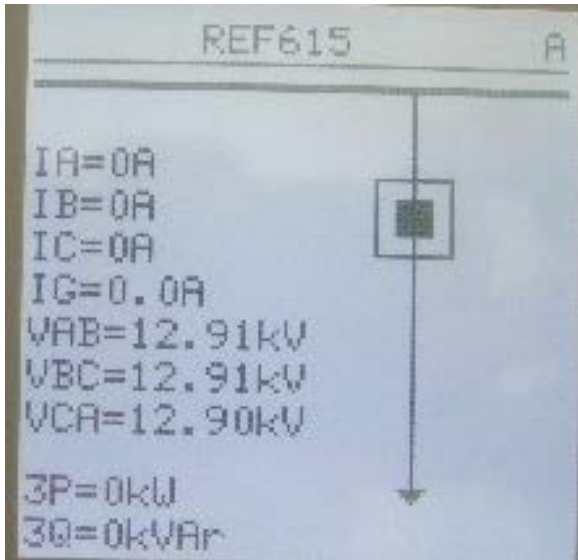 REF615 A
IA=0A
IB=0A
IC=0A
IG=0.0A
VAB=12.91kV
VBC=12.91kV
VCA=12.90kV
3P=0kW
3Q=0kVAr